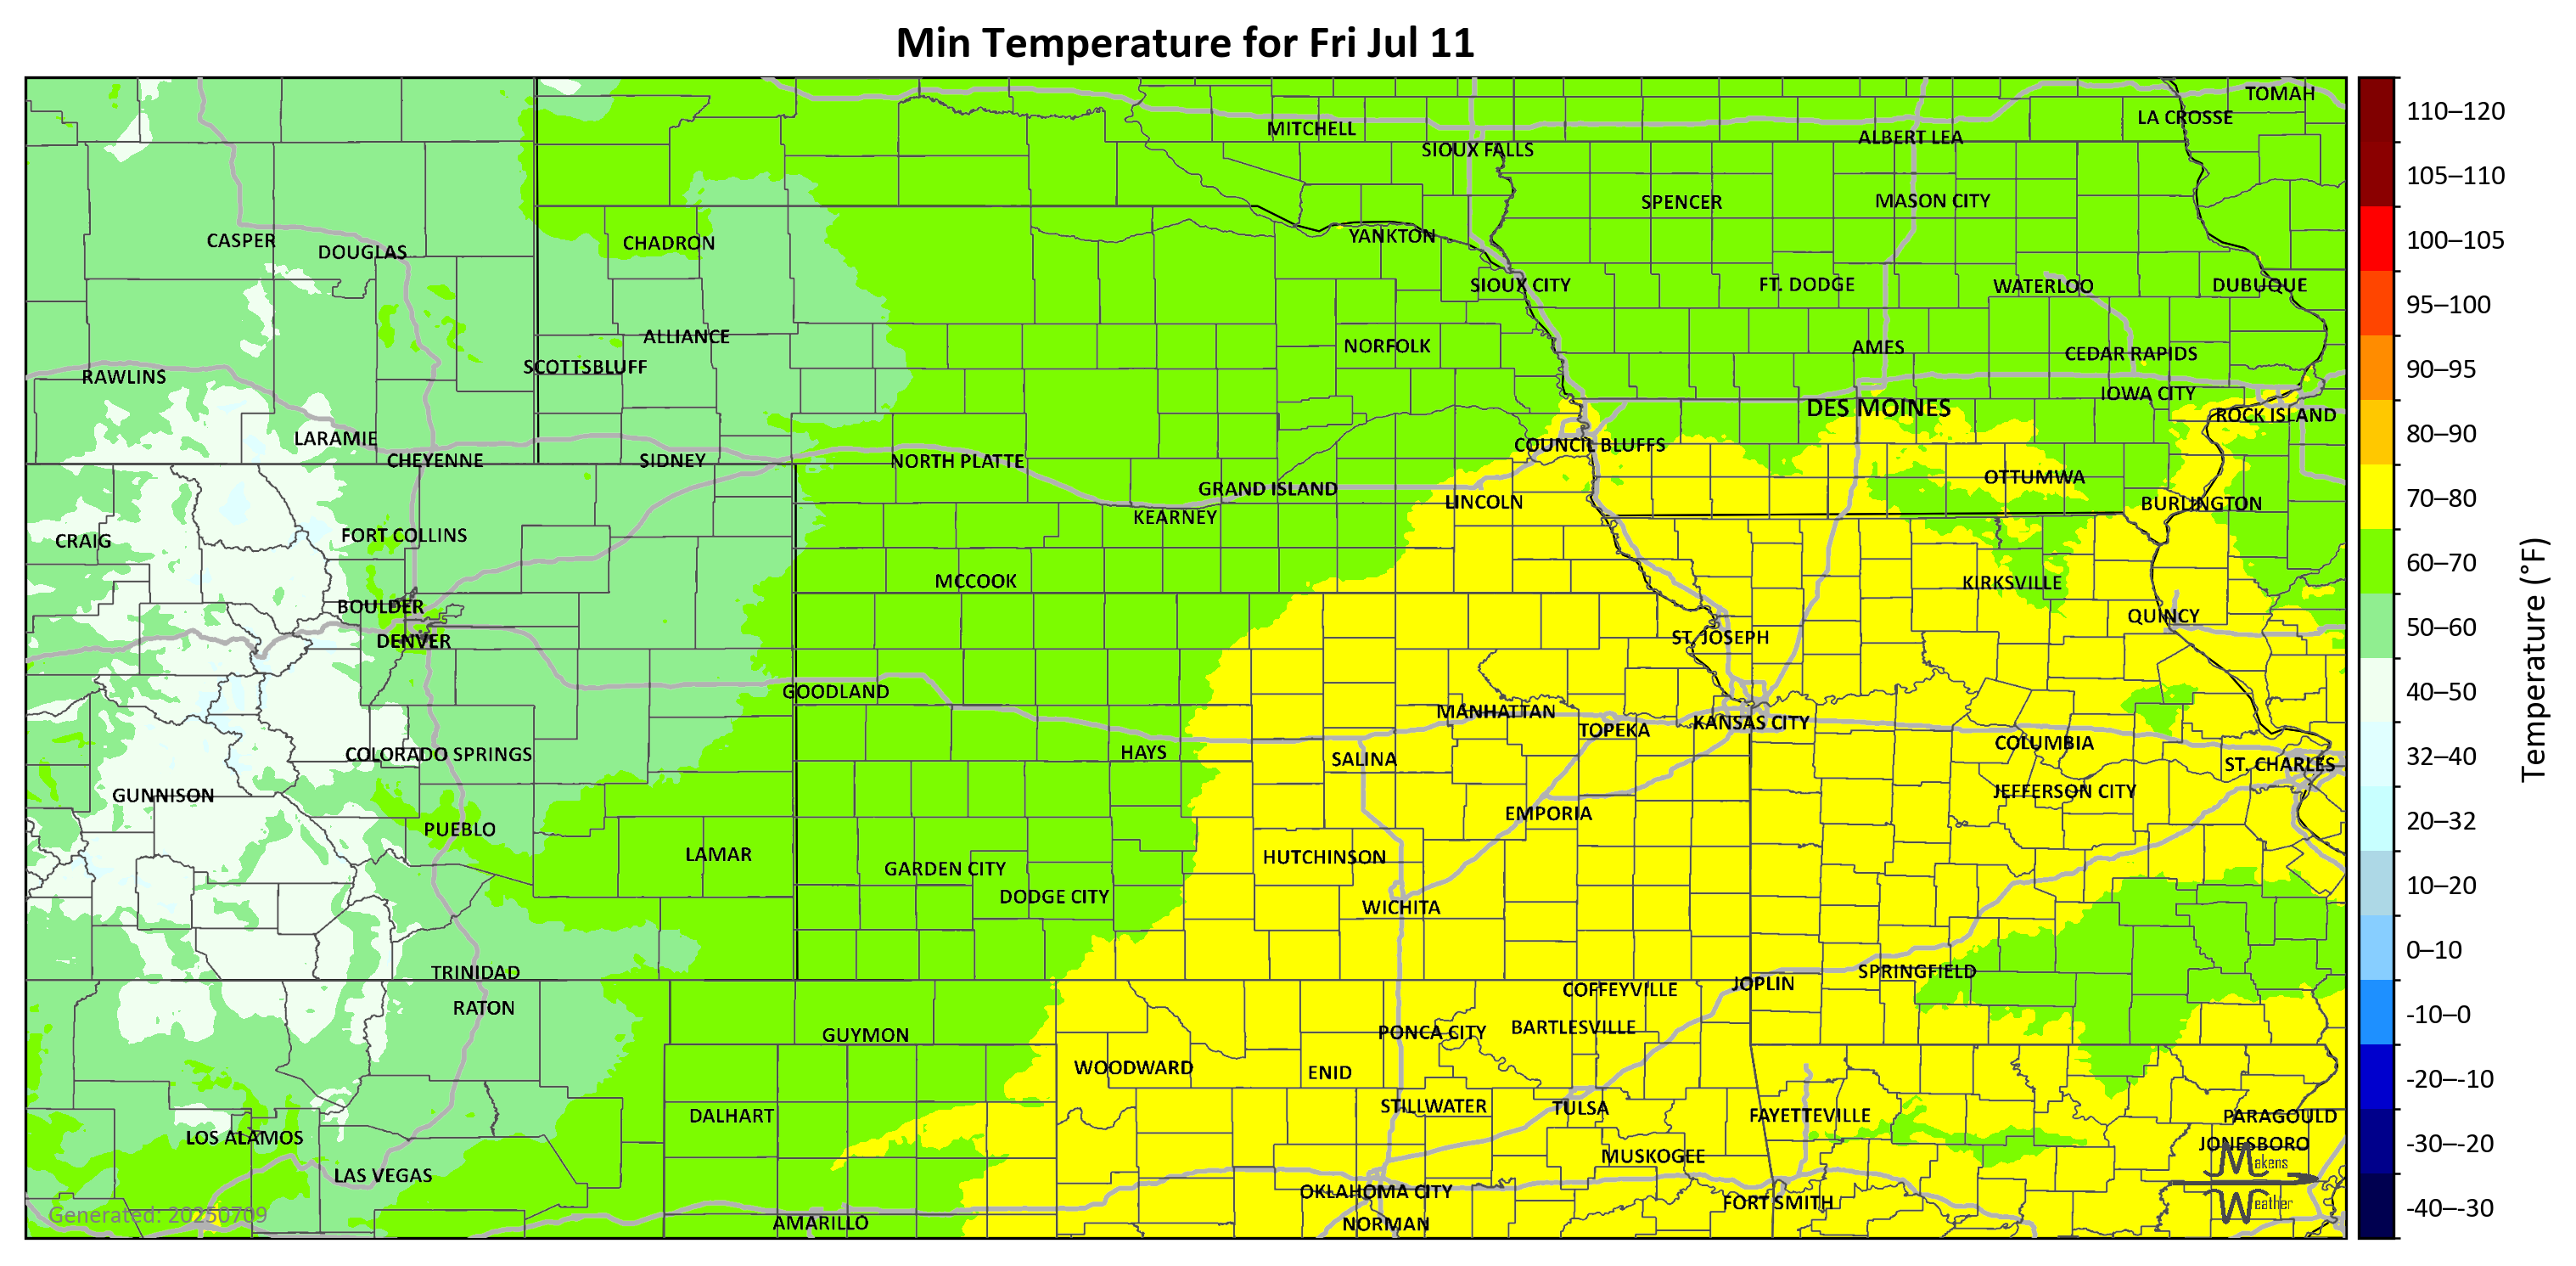 Min Temperature for Fri Jul 11
TOMAH
LA CROSSE
MITCHELL
ALBERT LEA
SIOUX FALLS
SPENCER
MASON CITY
CASPER
DOUGLAS
CHADRON
YANKTON
SIOUX CITY
FT. DODGE
WATERLOO
DUBUQUE
ALLIANCE
NORFOLK
AMES
CEDAR RAPIDS
SCOTTSBLUFF
RAWLINS
IOWA CITY
DES MOINES
ROCK ISLAND
LARAMIE
COUNCIL BLUFFS
CHEYENNE
SIDNEY
NORTH PLATTE
OTTUMWA
GRAND ISLAND
LINCOLN
BURLINGTON
KEARNEY
FORT COLLINS
CRAIG
MCCOOK
KIRKSVILLE
BOULDER
QUINCY
DENVER
ST. JOSEPH
GOODLAND
MANHATTAN
TOPEKA
KANSAS CITY
COLUMBIA
COLORADO SPRINGS
HAYS
SALINA
ST. CHARLES
GUNNISON
JEFFERSON CITY
EMPORIA
PUEBLO
LAMAR
HUTCHINSON
GARDEN CITY
DODGE CITY
WICHITA
TRINIDAD
SPRINGFIELD
JOPLIN
COFFEYVILLE
RATON
GUYMON
PONCA CITY
BARTLESVILLE
WOODWARD
ENID
STILLWATER
TULSA
DALHART
FAYETTEVILLE
PARAGOULD
LOS ALAMOS
JONESBORO
MUSKOGEE
LAS VEGAS
OKLAHOMA CITY
FORT SMITH
AMARILLO
NORMAN
Generated: 20250709
Makens
Weather
110–120
105–110
100–105
95–100
90–95
80–90
70–80
60–70
50–60
40–50
32–40
20–32
10–20
0–10
-10–0
-20–-10
-30–-20
-40–-30
Temperature (°F)